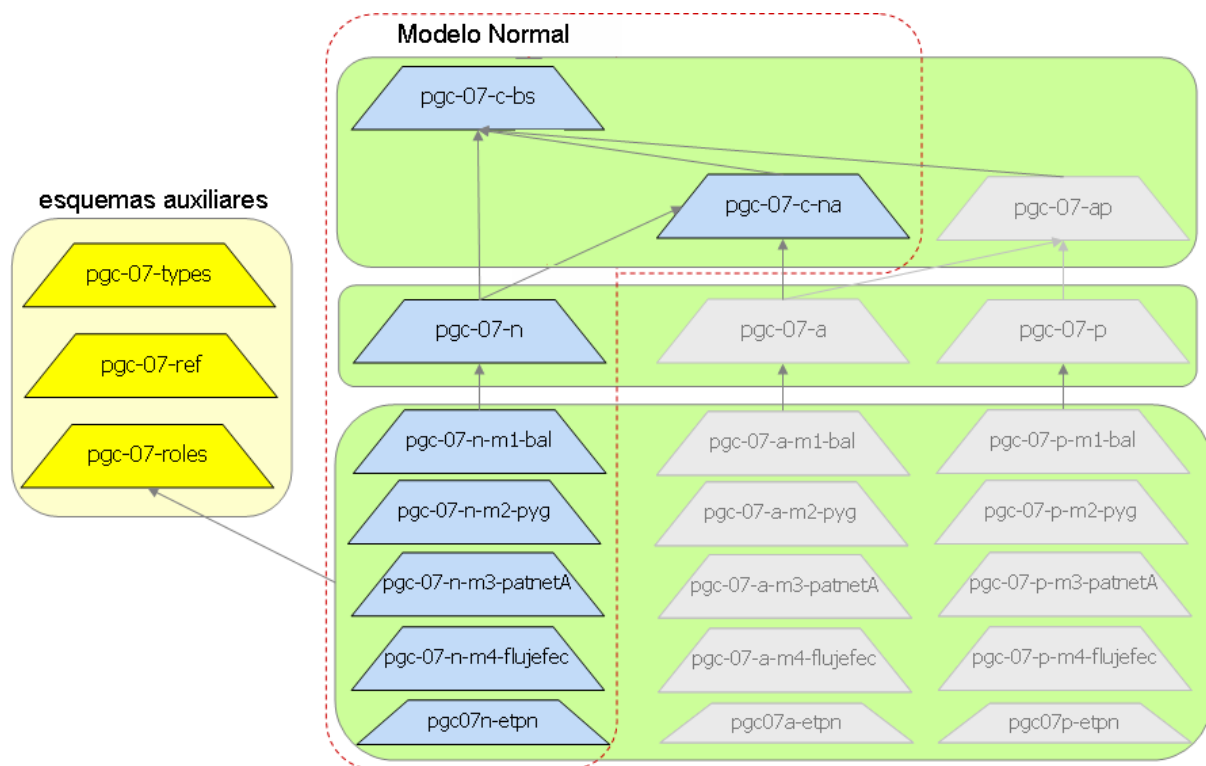 Modelo Normal
pgc-07-c-bs
pgc-07-c-na
pgc-07-ap
esquemas auxiliares
pgc-07-types
pgc-07-ref
pgc-07-roles
pgc-07-n
pgc-07-a
pgc-07-p
pgc-07-n-m1-bal
pgc-07-a-m1-bal
pgc-07-p-m1-bal
pgc-07-n-m2-pyg
pgc-07-a-m2-pyg
pgc-07-p-m2-pyg
pgc-07-n-m3-patnetA
pgc-07-a-m3-patnetA
pgc-07-p-m3-patnetA
pgc-07-n-m4-flujefec
pgc-07-a-m4-flujefec
pgc-07-p-m4-flujefec
pgc07n-etpn
pgc07a-etpn
pgc07p-etpn